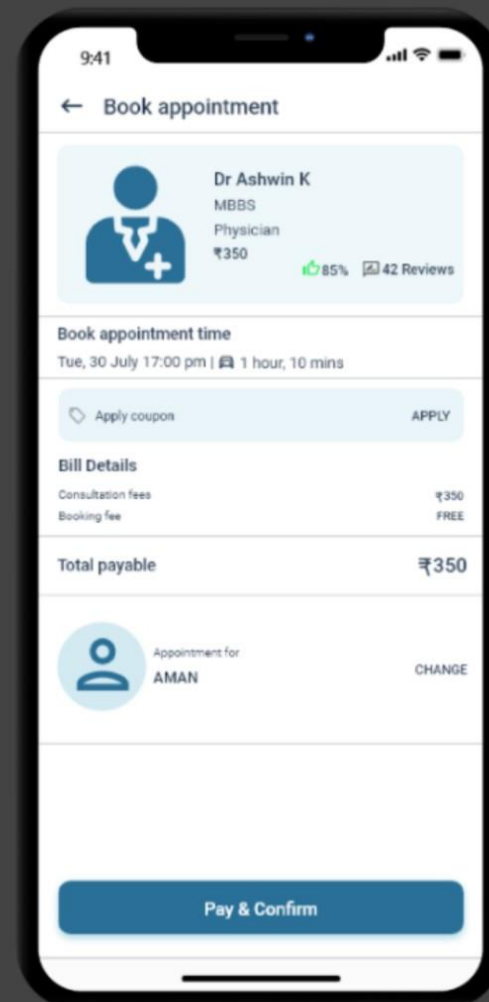 9:41
← Book appointment
Dr Ashwin K
MBBS
Physician
₹350
85% 42 Reviews
Book appointment time
Tue, 30 July 17:00 pm | 1 hour, 10 mins
Apply coupon APPLY
Bill Details
Consultation fees ₹350
Booking fee FREE
Total payable ₹350
Appointment for
AMAN CHANGE
Pay & Confirm